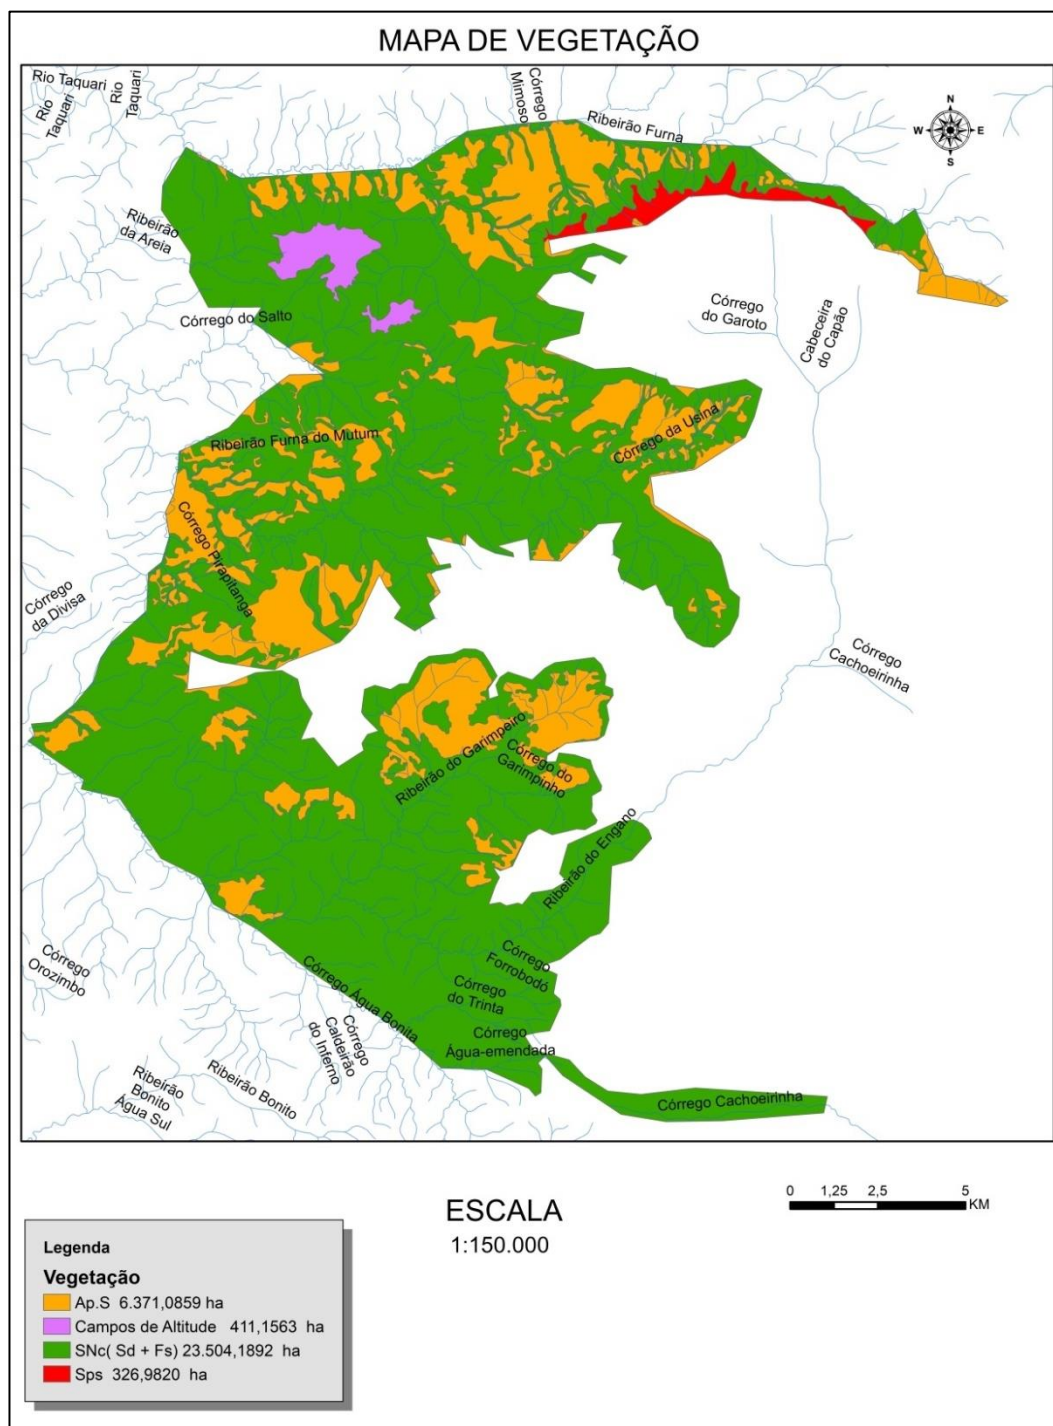 MAPA DE VEGETAÇÃO
Rio Taquari
Rio
Taquari
Rio
Taquari
Córrego
Mimoso
Ribeirão Furna
N
W
E
S
Ribeirão
da Areia
Córrego do Salto
Córrego
do Garoto
Cabeceira
do Capão
Ribeirão Furna do Mutum
Córrego da Usina
Córrego Pirapitanga
Córrego
da Divisa
Córrego
Cachoeirinha
Ribeirão do Garimpeiro
Córrego do
Garimpinho
Ribeirão do Engano
Córrego
Orozimbo
Córrego
Forrobodó
Córrego
do Trinta
Córrego Água Bonita
Córrego
Água-emendada
Córrego
Caldeirão
do Inferno
Ribeirão Bonito
Ribeirão
Bonito
Água Sul
Córrego Cachoeirinha
ESCALA
1:150.000
0 1,25 2,5 5
KM
Legenda
Vegetação
Ap.S 6.371,0859 ha
Campos de Altitude 411,1563 ha
SNc( Sd + Fs) 23.504,1892 ha
Sps 326,9820 ha